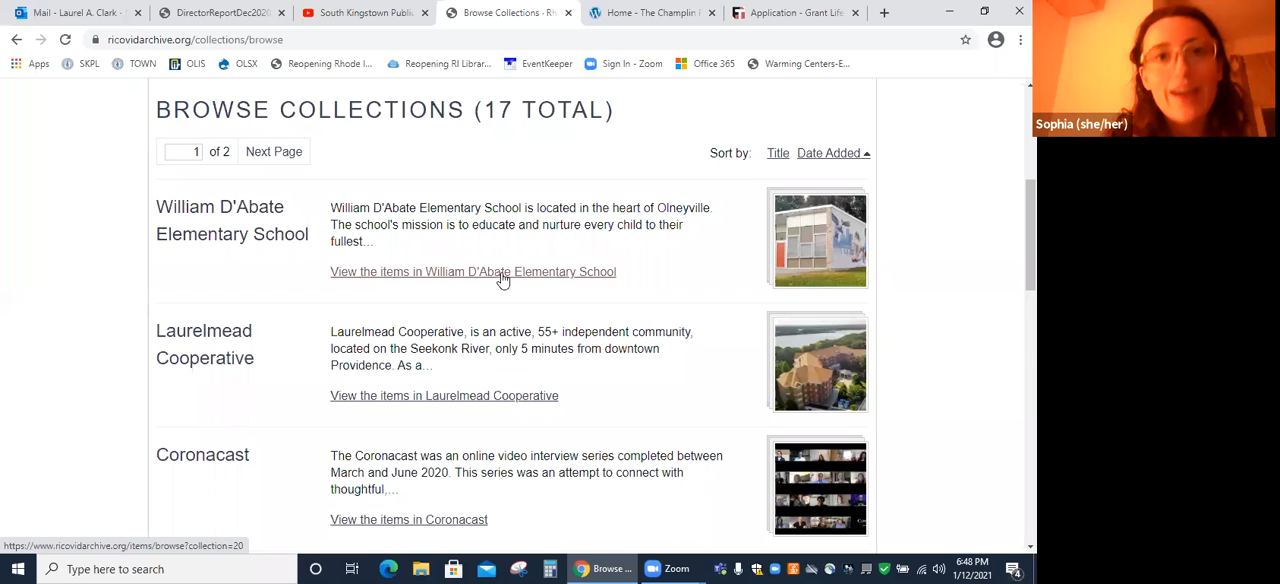 Mail - Laurel A. Clark -
DirectorReportDec2020
South Kingstown Public
Browse Collections - Rh
Home - The Champlin F
Application - Grant Life
ricovidarchive.org/collections/browse
Apps
SKPL
TOWN
OLIS
OLSX
Reopening Rhode I...
Reopening RI Librar...
EventKeeper
Sign In - Zoom
Office 365
Warming Centers-E...
Sophia (she/her)
BROWSE COLLECTIONS (17 TOTAL)
1 of 2 Next Page
Sort by: Title Date Added
William D'Abate
Elementary School
William D'Abate Elementary School is located in the heart of Olneyville.
The school's mission is to educate and nurture every child to their
fullest...
View the items in William D'Abate Elementary School
Laurelmead
Cooperative
Laurelmead Cooperative, is an active, 55+ independent community,
located on the Seekonk River, only 5 minutes from downtown
Providence. As a...
View the items in Laurelmead Cooperative
Coronacast
The Coronacast was an online video interview series completed between
March and June 2020. This series was an attempt to connect with
thoughtful,...
View the items in Coronacast
https://www.ricovidarchive.org/items/browse?collection=20
Type here to search
Browse ...
Zoom
6:48 PM
1/12/2021
4